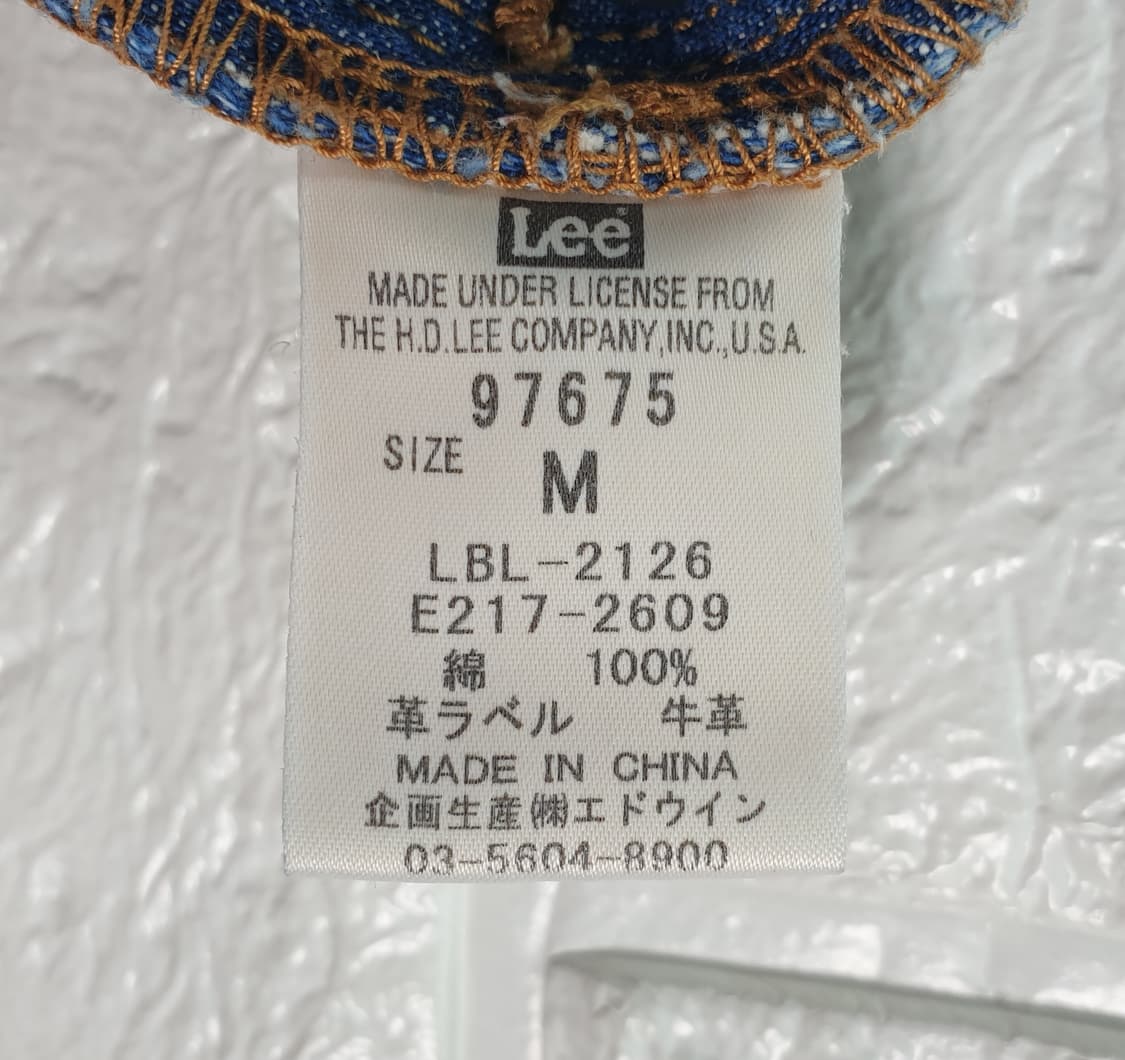 Lee
MADE UNDER LICENSE FROM
THE H.D.LEE COMPANY,INC.,U.S.A.
97675
SIZE M
LBL-2126
E217-2609
綿 100%
革ラベル 牛革
MADE IN CHINA
企画生産㈱エドウイン
03-5604-8900